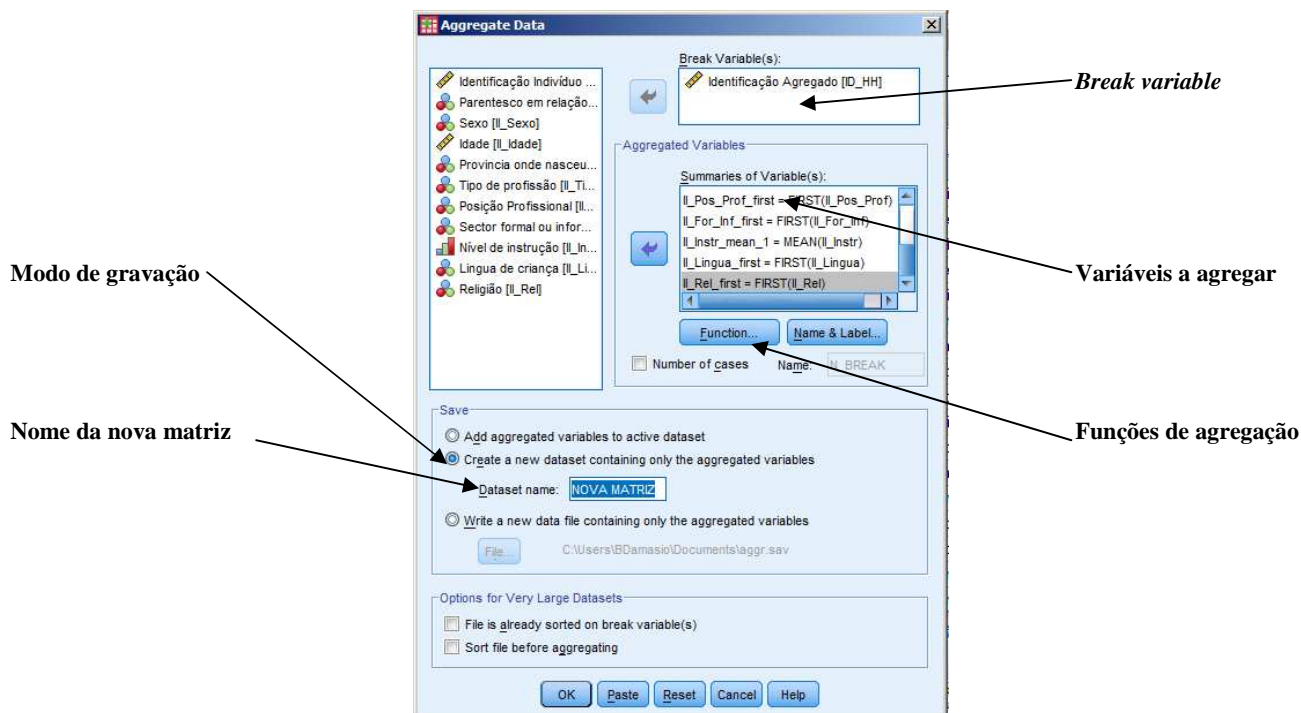 Aggregate Data
Break Variable(s):
Identificação Indivíduo ...
Parentesco em relação...
Sexo [II_Sexo]
Idade [II_Idade]
Provincia onde nasceu...
Tipo de profissão [II_Ti...
Posição Profissional [II...
Sector formal ou infor...
Nível de instrução [II_In...
Lingua de criança [II_Li...
Religião [II_Rel]
Identificação Agregado [ID_HH]
Break variable
Aggregated Variables
Summaries of Variable(s):
II_Pos_Prof_first = FIRST(II_Pos_Prof)
II_For_Inf_first = FIRST(II_For_Inf)
II_Instr_mean_1 = MEAN(II_Instr)
II_Lingua_first = FIRST(II_Lingua)
II_Rel_first = FIRST(II_Rel)
Variáveis a agregar
Modo de gravação
Function...
Name & Label...
Number of cases
Name:
N_BREAK
Funções de agregação
Nome da nova matriz
Save
Add aggregated variables to active dataset
Create a new dataset containing only the aggregated variables
Dataset name:
NOVA MATRIZ
Write a new data file containing only the aggregated variables
File...
C:\Users\BDamasio\Documents\aggr.sav
Options for Very Large Datasets
File is already sorted on break variable(s)
Sort file before aggregating
OK
Paste
Reset
Cancel
Help